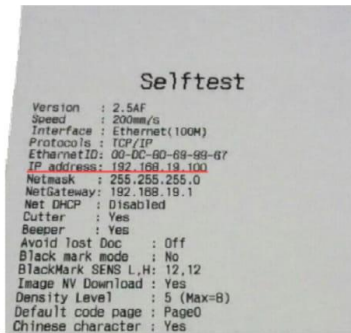 Selftest
Version : 2.5AF
Speed : 200mm/s
Interface : Ethernet(100M)
Protocols : TCP/IP
EthernetID: 00-DC-8D-69-99-67
IP address: 192.168.19.100
Netmask : 255.255.255.0
NetGateway: 192.168.19.1
Net DHCP : Disabled
Cutter : Yes
Beeper : Yes
Avoid lost Doc : Off
Black mark mode : No
BlackMark SENS L,H: 12,12
Image NV Download : Yes
Density Level : 5 (Max=8)
Default code page : Page0
Chinese character : Yes